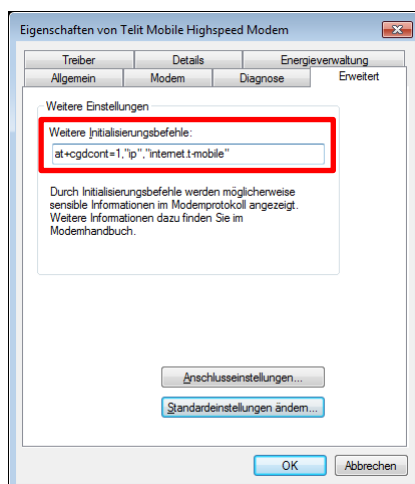 Eigenschaften von Telit Mobile Highspeed Modem
Treiber
Details
Energieverwaltung
Allgemein
Modem
Diagnose
Erweitert
Weitere Einstellungen
Weitere Initialisierungsbefehle:
at+cgdcont=1,"ip","internet.t-mobile"
Durch Initialisierungsbefehle werden möglicherweise
sensible Informationen im Modemprotokoll angezeigt.
Weitere Informationen dazu finden Sie im
Modemhandbuch.
Anschlusseinstellungen...
Standardeinstellungen ändern...
OK
Abbrechen